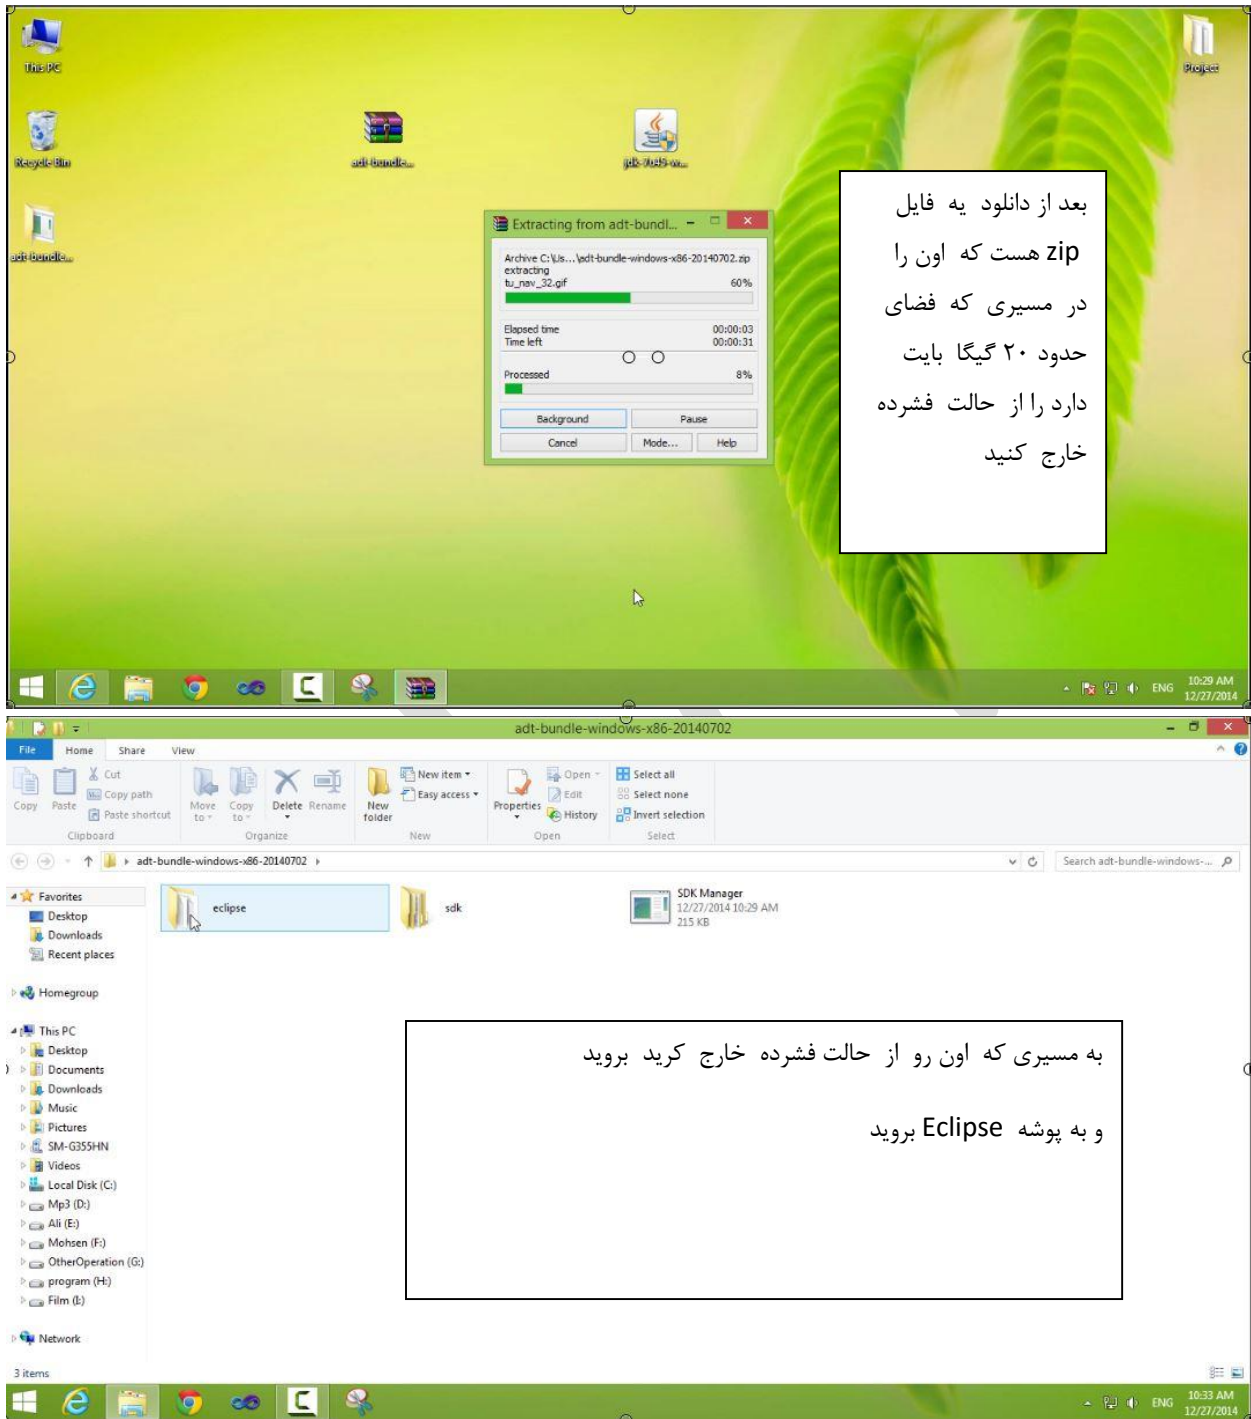 This PC
Project
Recycle Bin
adt-bundle...
adt-bundle...
Extracting from adt-bundl...
Archive C:\Us...\adt-bundle-windows-x86-20140702.zip
extracting
tu_nav_32.gif 60%
Elapsed time 00:00:03
Time left 00:00:31
Processed 8%
Background Pause
Cancel Mode... Help
بعد از دانلود یه فایل
zip هست که اون را
در مسیری که فضای
حدود ۲۰ گیگا بایت
دارد را از حالت فشرده
خارج کنید
ENG 10:29 AM
12/27/2014
adt-bundle-windows-x86-20140702
File Home Share View
Copy Paste Cut
Copy path
Paste shortcut
Clipboard
Move to Copy to Delete Rename
Organize
New folder New item
Easy access
New
Properties Open
Edit
History
Open
Select all
Select none
Invert selection
Select
adt-bundle-windows-x86-20140702
Search adt-bundle-windows-...
Favorites
Desktop
Downloads
Recent places
Homegroup
This PC
Desktop
Documents
Downloads
Music
Pictures
SM-G355HN
Videos
Local Disk (C:)
Mp3 (D:)
Ali (E:)
Mohsen (F:)
OtherOperation (G:)
program (H:)
Film (I:)
Network
eclipse
sdk
SDK Manager
12/27/2014 10:29 AM
215 KB
به مسیری که اون رو از حالت فشرده خارج کرید بروید
و به پوشه Eclipse بروید
3 items
ENG 10:33 AM
12/27/2014